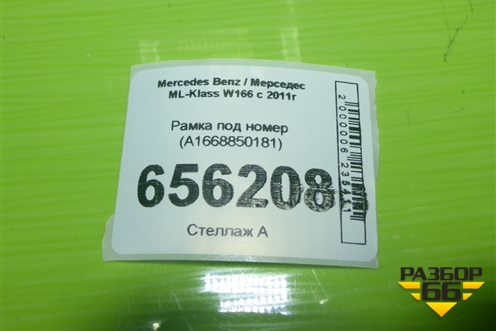 Mercedes Benz / Мерседес
ML-Klass W166 с 2011г
Рамка под номер
(A1668850181)
656208
Стеллаж А
РАЗБОР
66